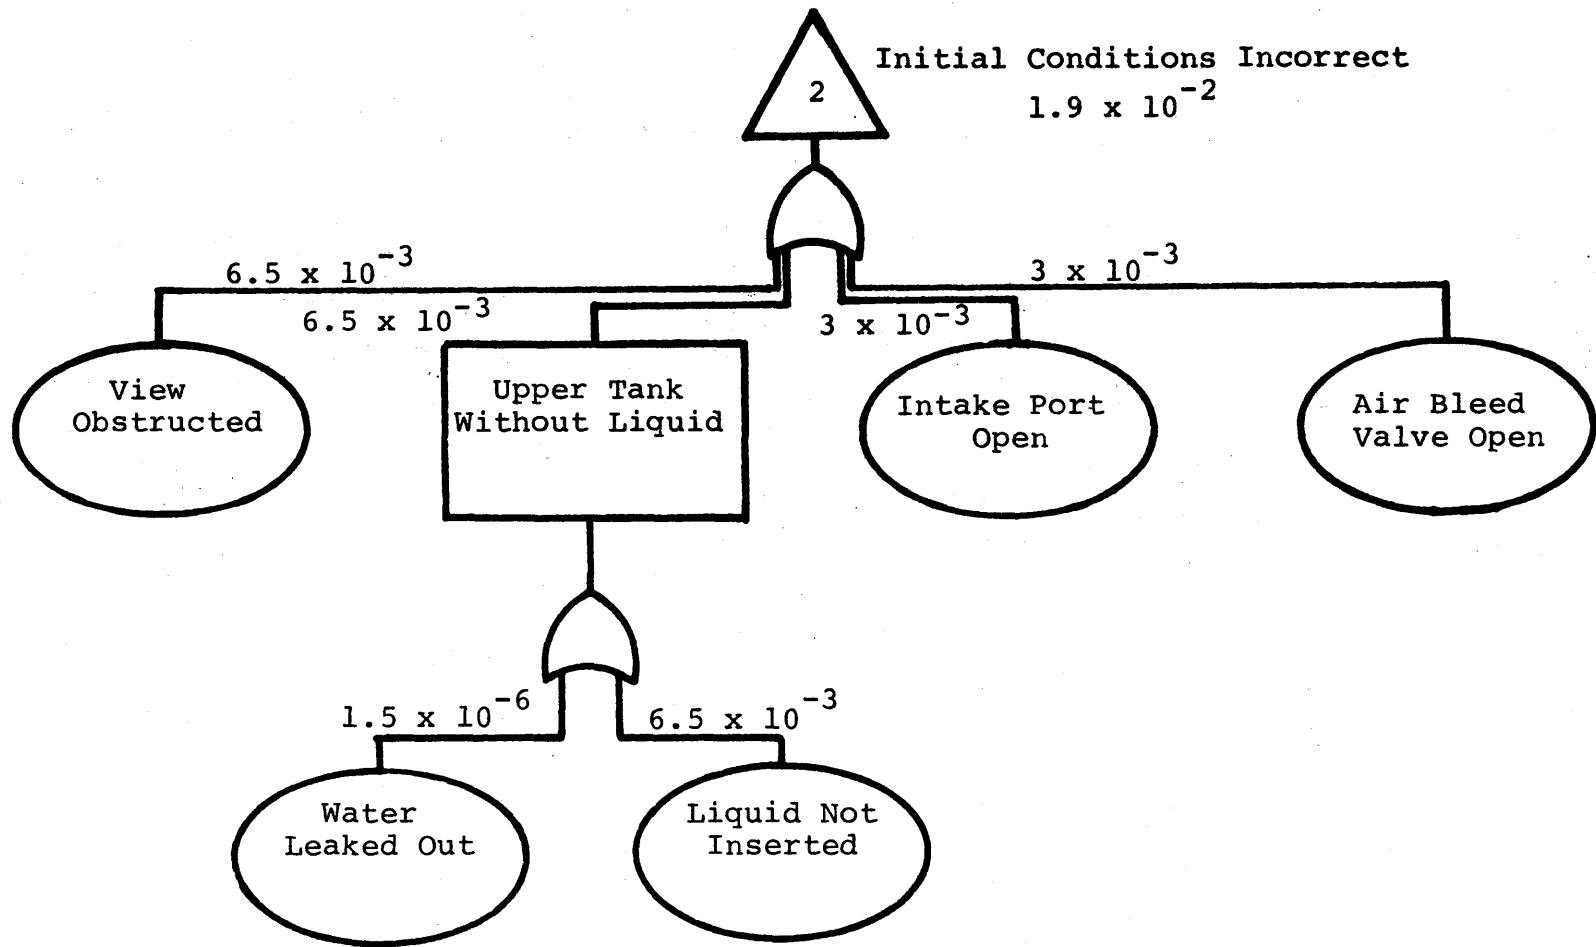 Initial Conditions Incorrect
2
1.9 x 10^-2
6.5 x 10^-3
3 x 10^-3
6.5 x 10^-3
3 x 10^-3
View
Obstructed
Upper Tank
Without Liquid
Intake Port
Open
Air Bleed
Valve Open
1.5 x 10^-6
6.5 x 10^-3
Water
Leaked Out
Liquid Not
Inserted